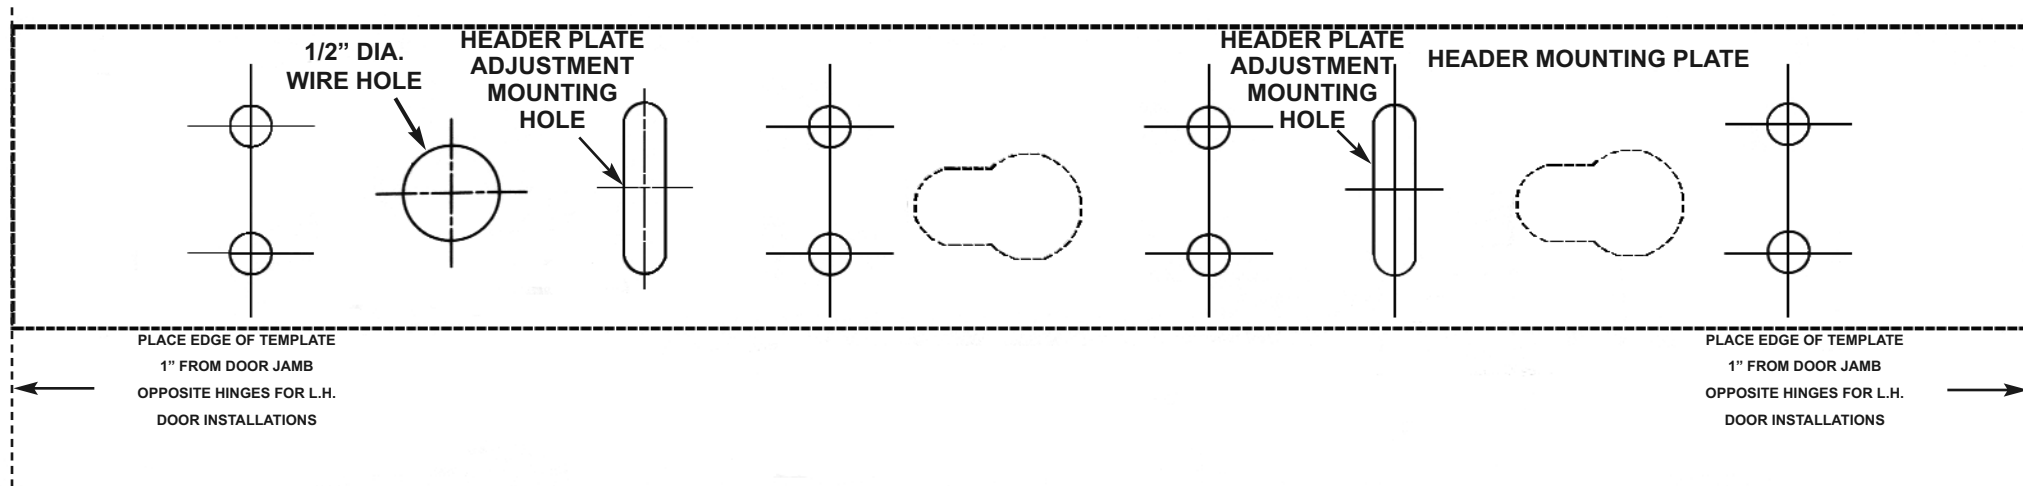 1/2” DIA.
WIRE HOLE
HEADER PLATE
ADJUSTMENT
MOUNTING
HOLE
HEADER PLATE
ADJUSTMENT
MOUNTING
HOLE
HEADER MOUNTING PLATE
PLACE EDGE OF TEMPLATE
1” FROM DOOR JAMB
OPPOSITE HINGES FOR L.H.
DOOR INSTALLATIONS
PLACE EDGE OF TEMPLATE
1” FROM DOOR JAMB
OPPOSITE HINGES FOR L.H.
DOOR INSTALLATIONS